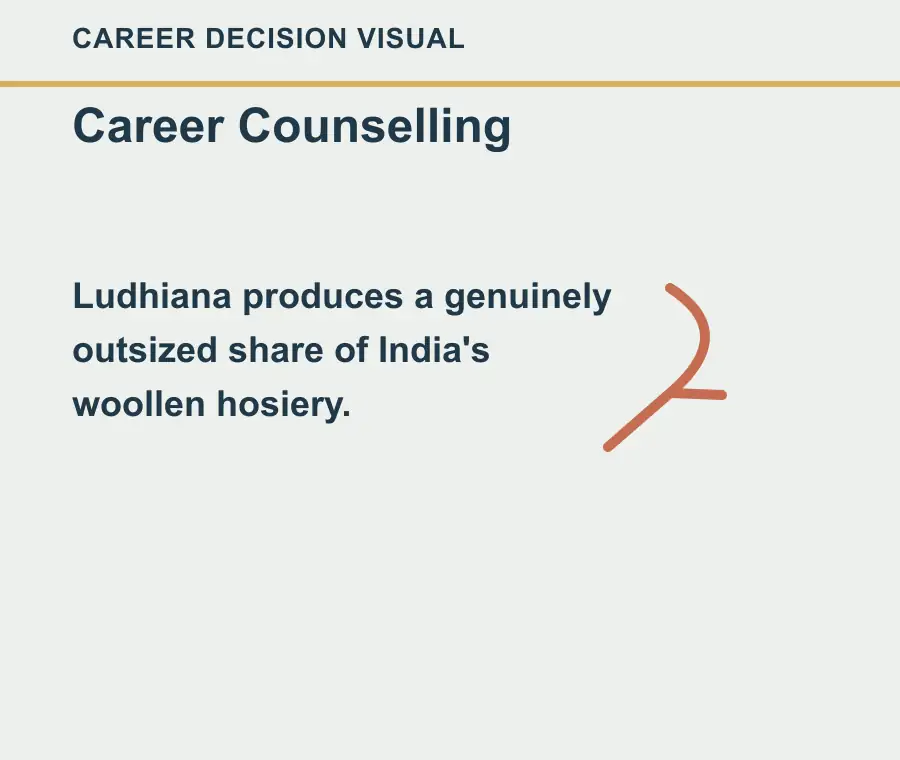 CAREER DECISION VISUAL
Career Counselling
Ludhiana produces a genuinely
outsized share of India's
woollen hosiery.